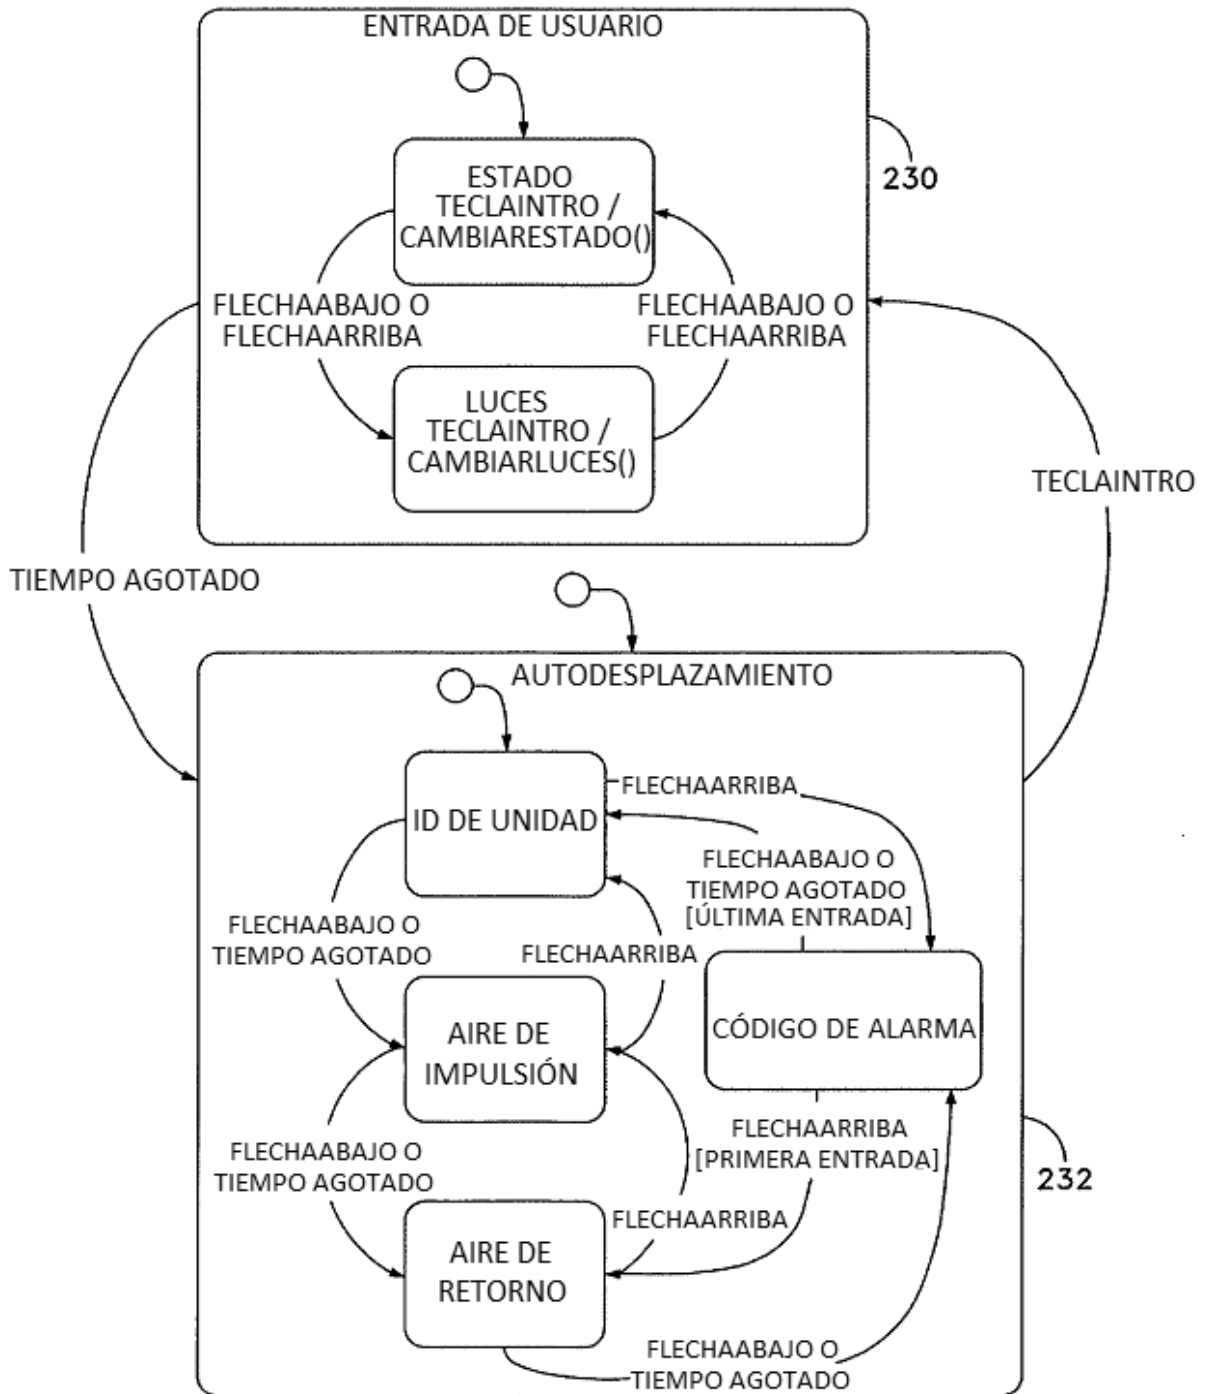 ENTRADA DE USUARIO
230
ESTADO
TECLAINTRO /
CAMBIARESTADO()
FLECHAABAJO O
FLECHAARRIBA
FLECHAABAJO O
FLECHAARRIBA
LUCES
TECLAINTRO /
CAMBIARLUCES()
TECLAINTRO
TIEMPO AGOTADO
AUTODESPLAZAMIENTO
ID DE UNIDAD
FLECHAARRIBA
FLECHAABAJO O
TIEMPO AGOTADO
[ÚLTIMA ENTRADA]
FLECHAABAJO O
TIEMPO AGOTADO
FLECHAARRIBA
AIRE DE
IMPULSIÓN
CÓDIGO DE ALARMA
FLECHAABAJO O
TIEMPO AGOTADO
FLECHAARRIBA
[PRIMERA ENTRADA]
232
FLECHAARRIBA
AIRE DE
RETORNO
FLECHAABAJO O
TIEMPO AGOTADO